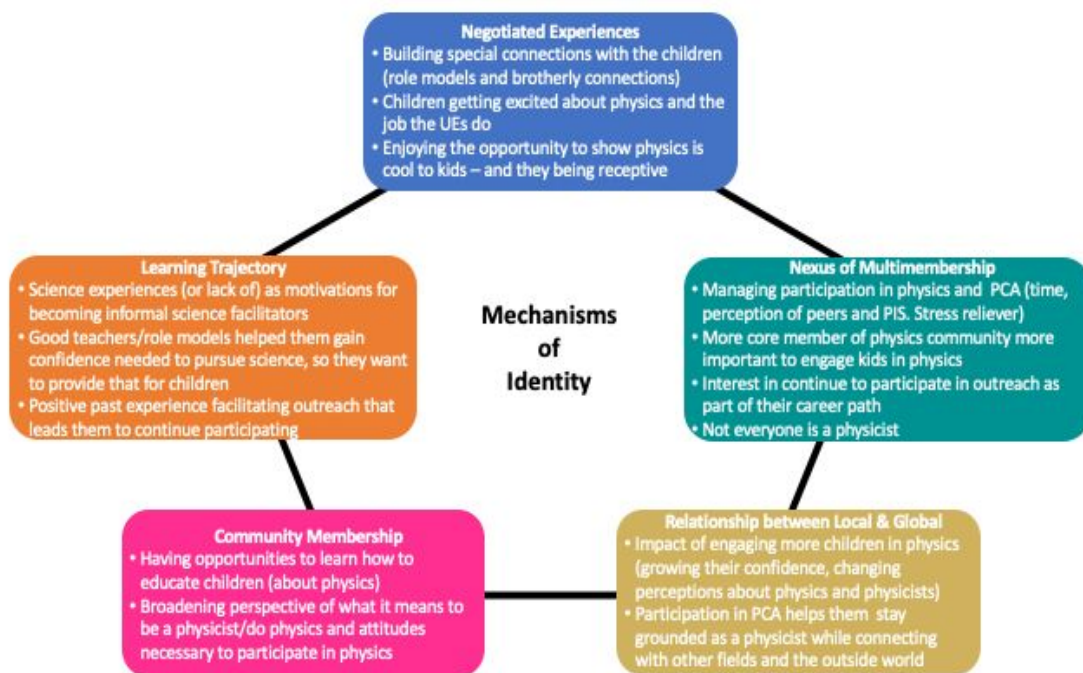 Negotiated Experiences
• Building special connections with the children
(role models and brotherly connections)
• Children getting excited about physics and the
job the UEs do
• Enjoying the opportunity to show physics is
cool to kids – and they being receptive
Learning Trajectory
• Science experiences (or lack of) as motivations for
becoming informal science facilitators
• Good teachers/role models helped them gain
confidence needed to pursue science, so they want
to provide that for children
• Positive past experience facilitating outreach that
leads them to continue participating
Mechanisms
of
Identity
Nexus of Multimembership
• Managing participation in physics and PCA (time,
perception of peers and PIS. Stress reliever)
• More core member of physics community more
important to engage kids in physics
• Interest in continue to participate in outreach as
part of their career path
• Not everyone is a physicist
Community Membership
• Having opportunities to learn how to
educate children (about physics)
• Broadening perspective of what it means to
be a physicist/do physics and attitudes
necessary to participate in physics
Relationship between Local & Global
• Impact of engaging more children in physics
(growing their confidence, changing
perceptions about physics and physicists)
• Participation in PCA helps them stay
grounded as a physicist while connecting
with other fields and the outside world